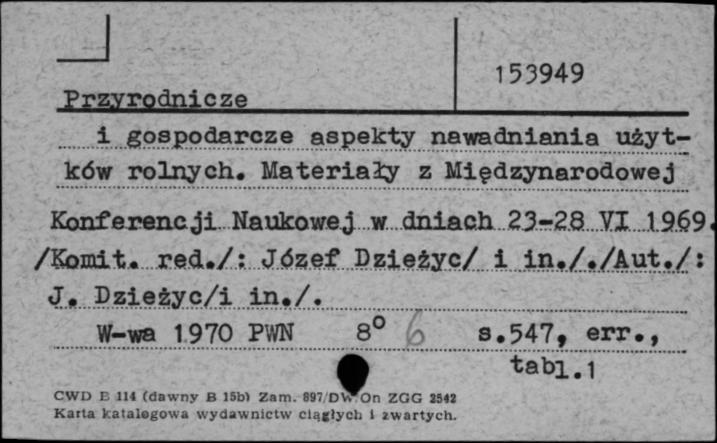 153949
Przyrodnicze
i gospodarcze aspekty nawadniania użyt-
ków rolnych. Materiały z Międzynarodowej
Konferencji Naukowej w dniach 23-28 VI 1969.
/Komit. red./: Józef Dzieżyc/ i in././Aut./:
J. Dzieżyc/i in./.
W-wa 1970 PWN 8° 6 s.547, err.,
tabl.1
CWD E 114 (dawny B 15b) Zam. 897/DW/On ZGG 2542
Karta katalogowa wydawnictw ciągłych i zwartych.